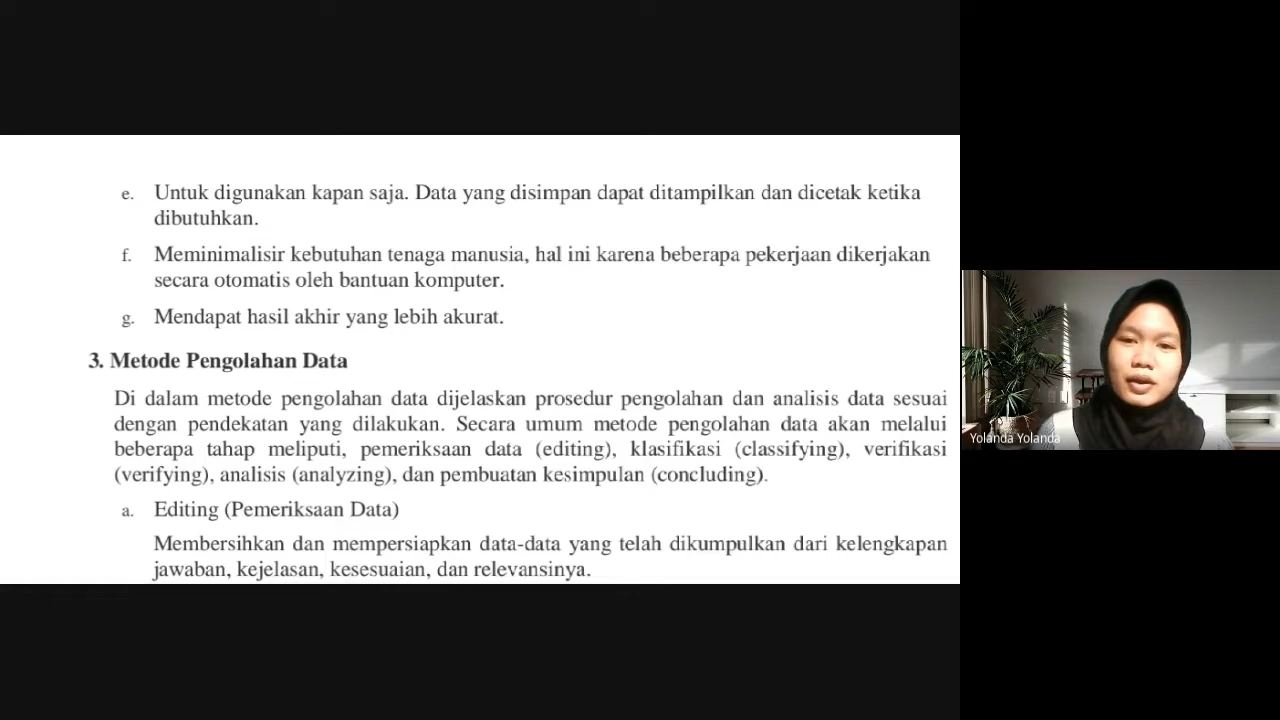 e. Untuk digunakan kapan saja. Data yang disimpan dapat ditampilkan dan dicetak ketika
dibutuhkan.
f. Meminimalisir kebutuhan tenaga manusia, hal ini karena beberapa pekerjaan dikerjakan
secara otomatis oleh bantuan komputer.
g. Mendapat hasil akhir yang lebih akurat.
3. Metode Pengolahan Data
Di dalam metode pengolahan data dijelaskan prosedur pengolahan dan analisis data sesuai
dengan pendekatan yang dilakukan. Secara umum metode pengolahan data akan melalui
beberapa tahap meliputi, pemeriksaan data (editing), klasifikasi (classifying), verifikasi
(verifying), analisis (analyzing), dan pembuatan kesimpulan (concluding).
a. Editing (Pemeriksaan Data)
Membersihkan dan mempersiapkan data-data yang telah dikumpulkan dari kelengkapan
jawaban, kejelasan, kesesuaian, dan relevansinya.
Yolanda Yolanda